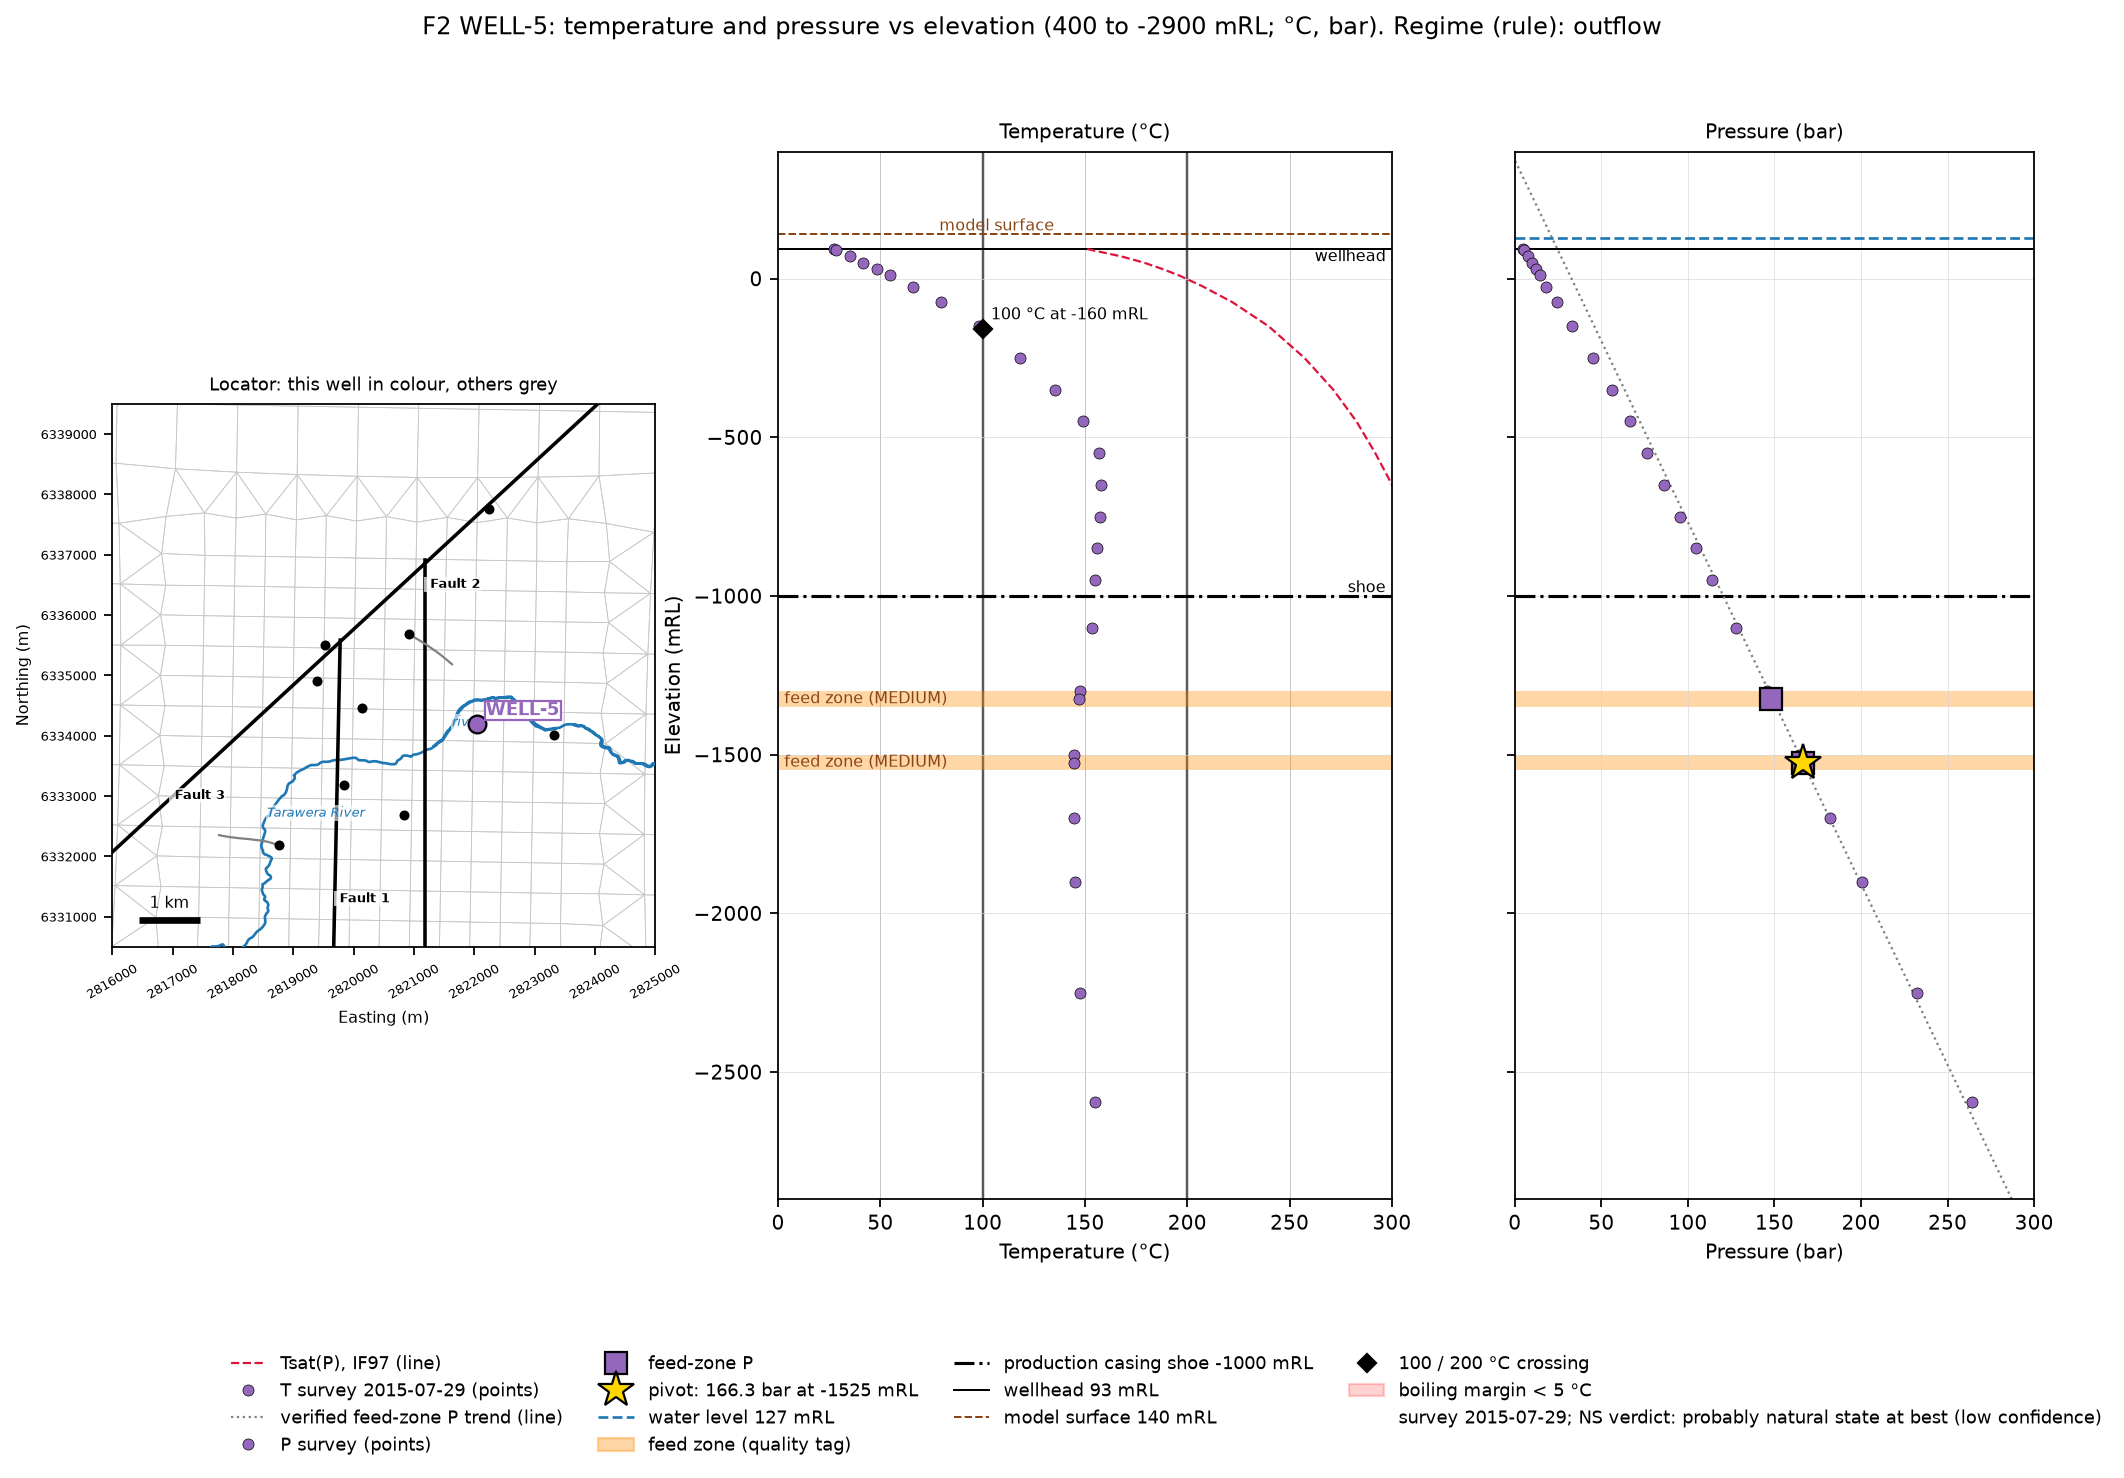 F2 WELL-5: temperature and pressure vs elevation (400 to -2900 mRL; °C, bar). Regime (rule): outflow
Locator: this well in colour, others grey
6339000
6338000
6337000
6336000
6335000
6334000
6333000
6332000
6331000
Northing (m)
Fault 2
WELL-5
riv
Fault 3
Tarawera River
Fault 1
1 km
2816000
2817000
2818000
2819000
2820000
2821000
2822000
2823000
2824000
2825000
Easting (m)
Temperature (°C)
model surface
wellhead
100 °C at -160 mRL
shoe
feed zone (MEDIUM)
feed zone (MEDIUM)
0
−500
−1000
−1500
−2000
−2500
Elevation (mRL)
0
50
100
150
200
250
300
Temperature (°C)
Pressure (bar)
0
50
100
150
200
250
300
Pressure (bar)
Tsat(P), IF97 (line)
T survey 2015-07-29 (points)
verified feed-zone P trend (line)
P survey (points)
feed-zone P
pivot: 166.3 bar at -1525 mRL
water level 127 mRL
feed zone (quality tag)
production casing shoe -1000 mRL
wellhead 93 mRL
model surface 140 mRL
100 / 200 °C crossing
boiling margin < 5 °C
survey 2015-07-29; NS verdict: probably natural state at best (low confidence)